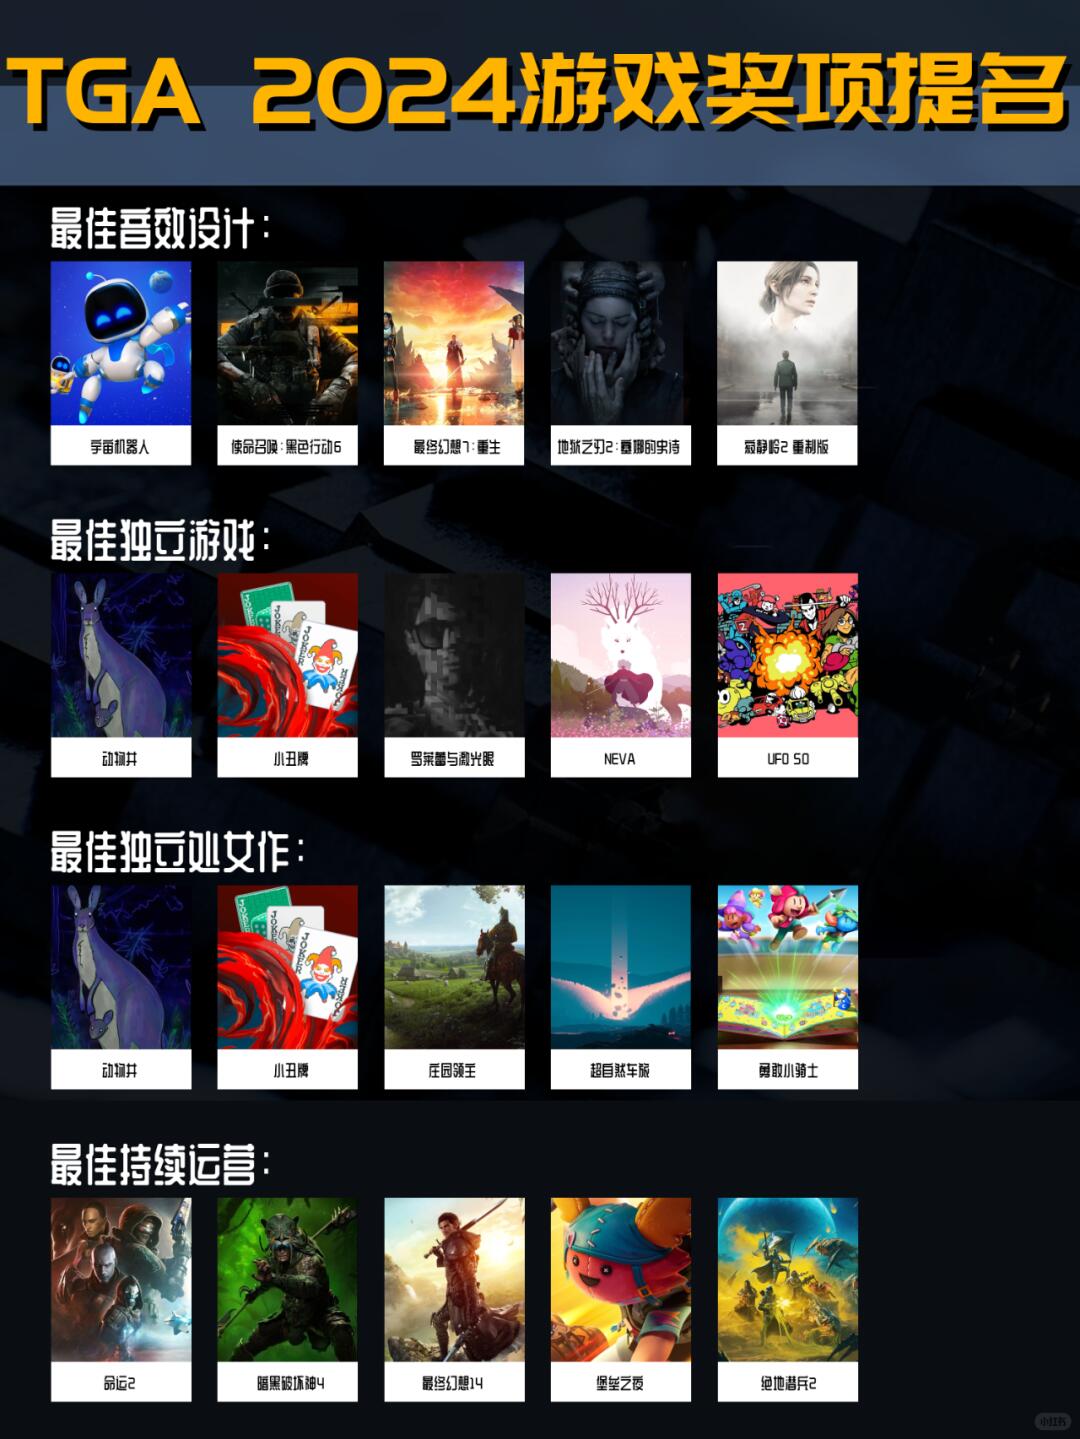 TGA 2024游戏奖项提名
最佳音效设计:
宇宙机器人
使命召唤:黑色行动6
最终幻想7:重生
地狱之刃2:塞娜的史诗
寂静岭2 重制版
最佳独立游戏:
动物井
小丑牌
罗莱蕾与激光眼
NEVA
UFO 50
最佳独立处女作:
动物井
小丑牌
庄园领主
超自然车旅
勇敢小骑士
最佳持续运营:
命运2
暗黑破坏神4
最终幻想14
堡垒之夜
绝地潜兵2
小红书